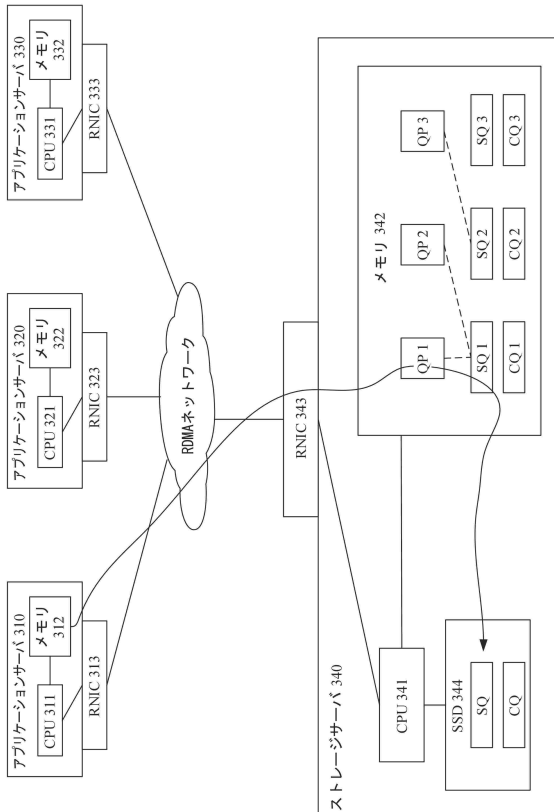 アプリケーションサーバ 310
CPU 311
メモリ
312
RNIC 313
アプリケーションサーバ 320
CPU 321
メモリ
322
RNIC 323
アプリケーションサーバ 330
CPU 331
メモリ
332
RNIC 333
RDMAネットワーク
RNIC 343
ストレージサーバ 340
CPU 341
SSD 344
SQ
CQ
メモリ 342
QP 1
QP 2
QP 3
SQ 1
SQ 2
SQ 3
CQ 1
CQ 2
CQ 3